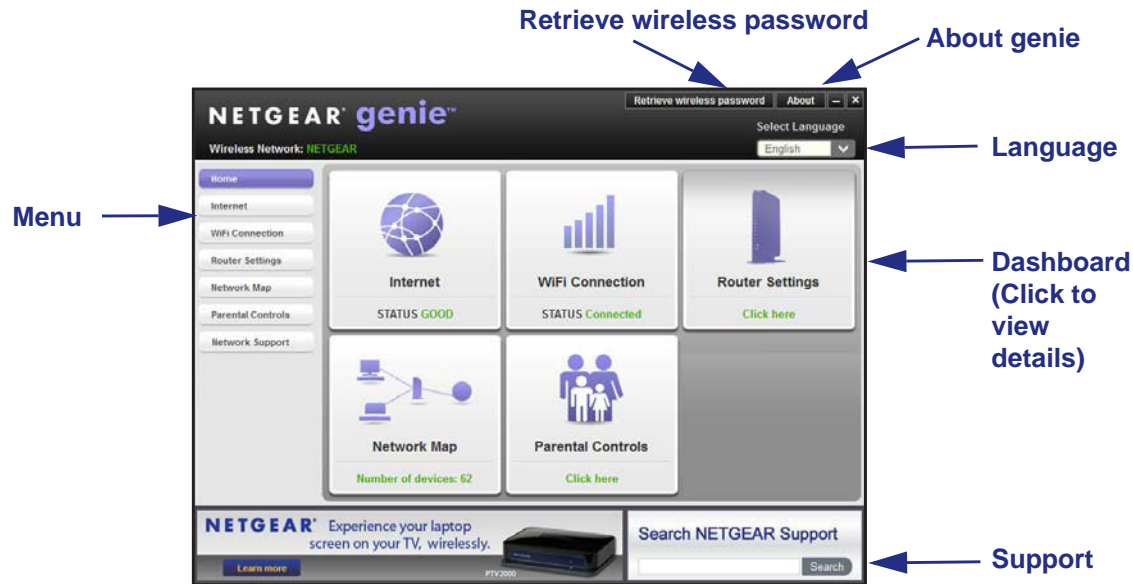 Retrieve wireless password
About genie
Retrieve wireless password About
NETGEAR® genie™
Select Language
Wireless Network: NETGEAR
English
Language
Menu
Home
Internet
WiFi Connection
Router Settings
Network Map
Parental Controls
Network Support
Internet
STATUS GOOD
WiFi Connection
STATUS Connected
Router Settings
Click here
Dashboard
(Click to
view
details)
Network Map
Number of devices: 62
Parental Controls
Click here
NETGEAR® Experience your laptop
screen on your TV, wirelessly.
Learn more
PTV2000
Search NETGEAR Support
Search
Support